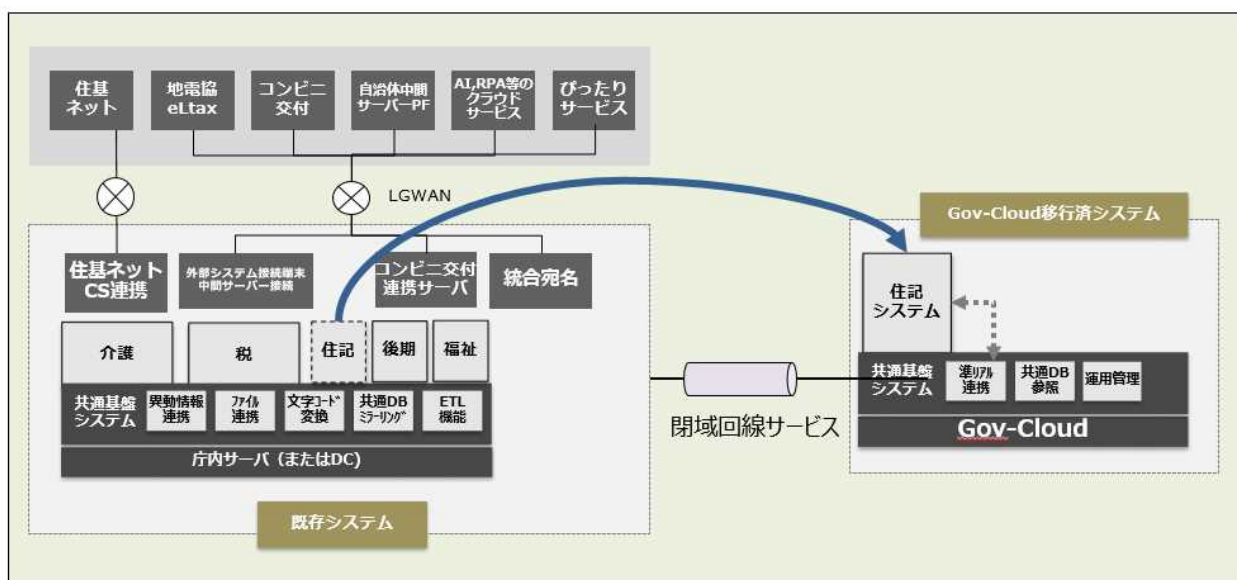 住基
ネット
地電協
eLtax
コンビニ
交付
自治体中間
サーバーPF
AI,RPA等の
クラウド
サービス
ぴったり
サービス
LGWAN
Gov-Cloud移行済システム
住基ネット
CS連携
外部システム接続端末
中間サーバー接続
コンビニ交付
連携サーバ
統合宛名
住記
システム
介護
税
住記
後期
福祉
共通基盤
システム
異動情報
連携
ファイル
連携
文字コード
変換
共通DB
ミラーリング
ETL
機能
共通基盤
システム
準リアル
連携
共通DB
参照
運用管理
閉域回線サービス
Gov-Cloud
庁内サーバ（またはDC）
既存システム